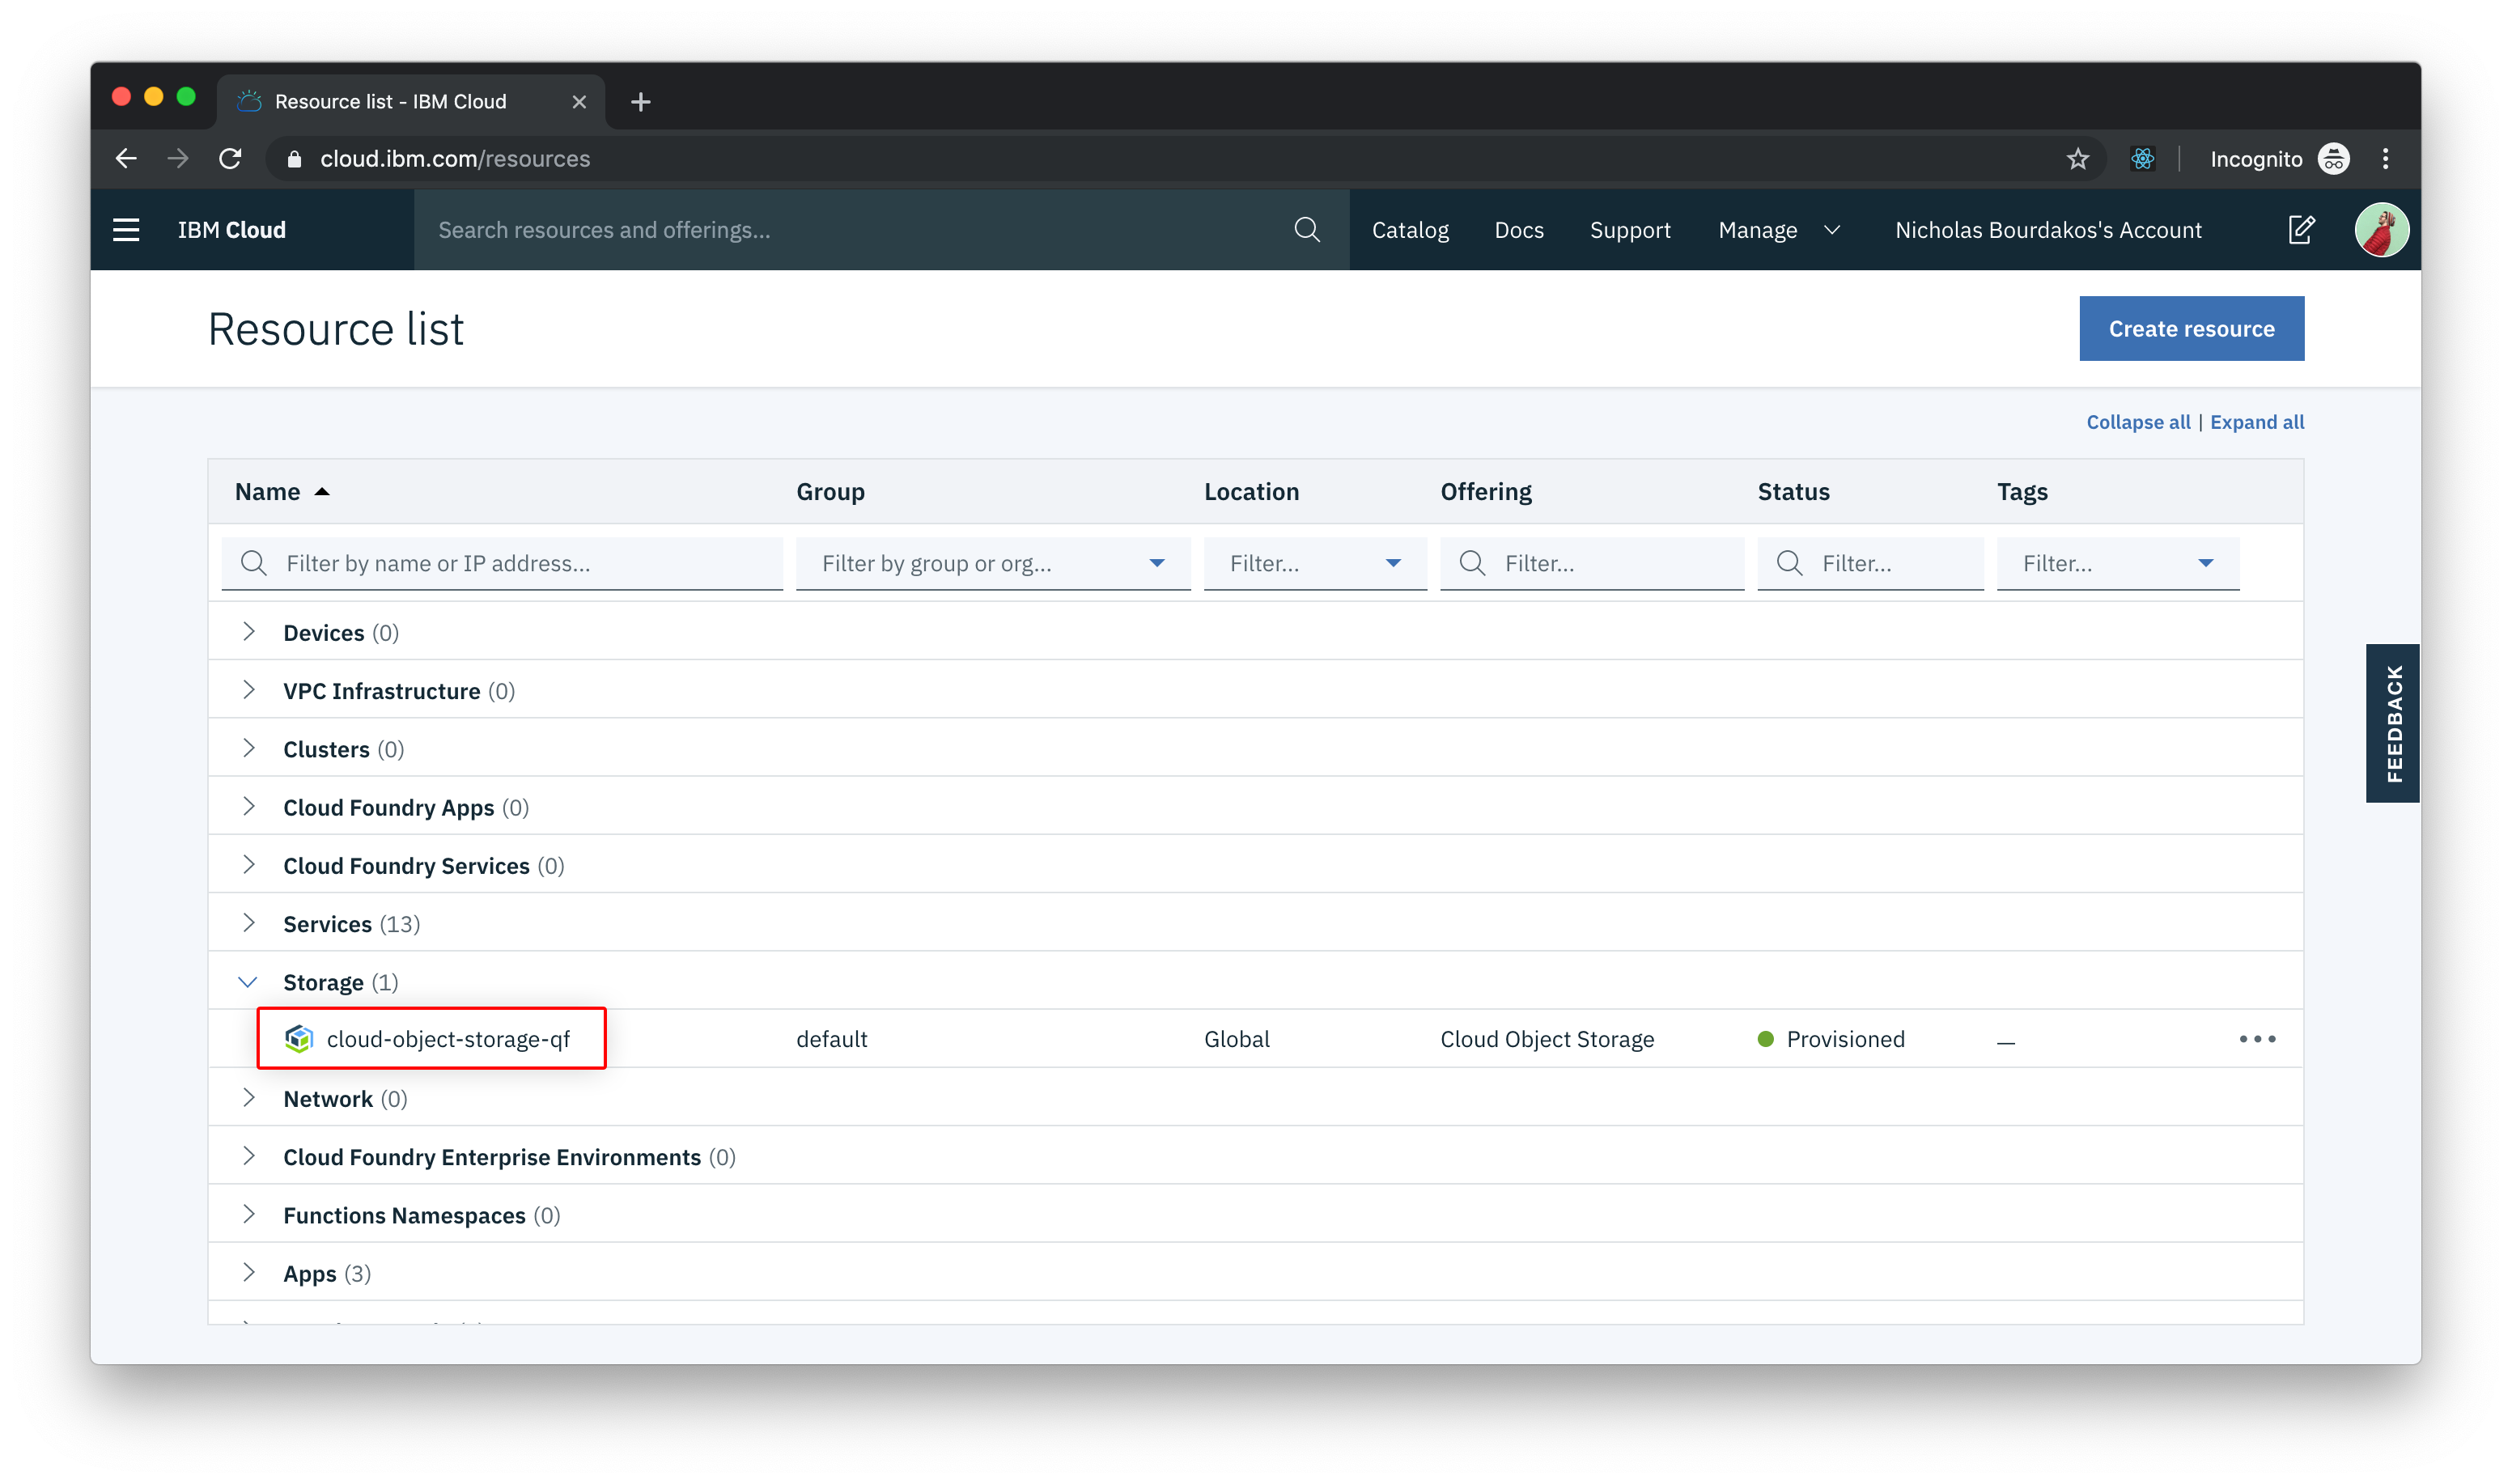 Resource list - IBM Cloud
cloud.ibm.com/resources
Incognito
IBM Cloud
Search resources and offerings...
Catalog
Docs
Support
Manage
Nicholas Bourdakos's Account
Resource list
Create resource
Collapse all | Expand all
Name Group Location Offering Status Tags
Filter by name or IP address... Filter by group or org... Filter... Filter... Filter... Filter...
Devices (0)
VPC Infrastructure (0)
Clusters (0)
Cloud Foundry Apps (0)
Cloud Foundry Services (0)
Services (13)
Storage (1)
cloud-object-storage-qf default Global Cloud Object Storage Provisioned —
Network (0)
Cloud Foundry Enterprise Environments (0)
Functions Namespaces (0)
Apps (3)
FEEDBACK